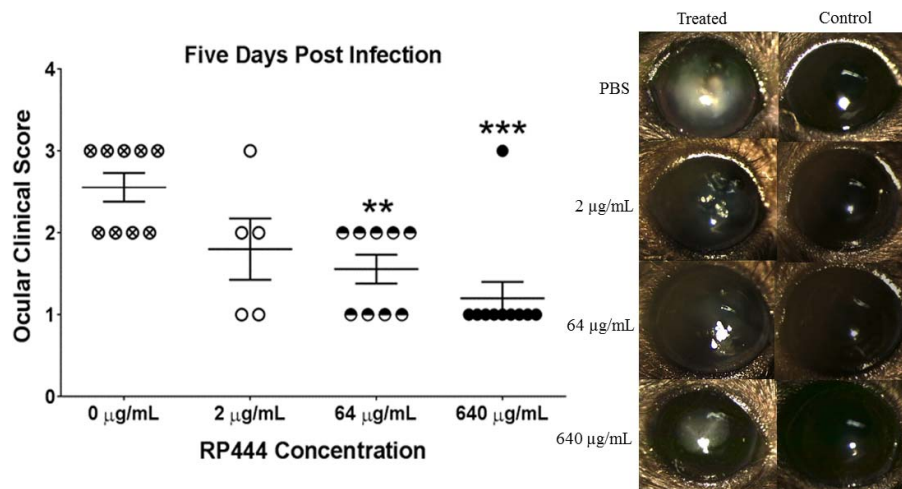 Five Days Post Infection
Ocular Clinical Score
4
3
2
1
0
**
***
0 μg/mL
2 μg/mL
64 μg/mL
640 μg/mL
RP444 Concentration
Treated
Control
PBS
2 μg/mL
64 μg/mL
640 μg/mL